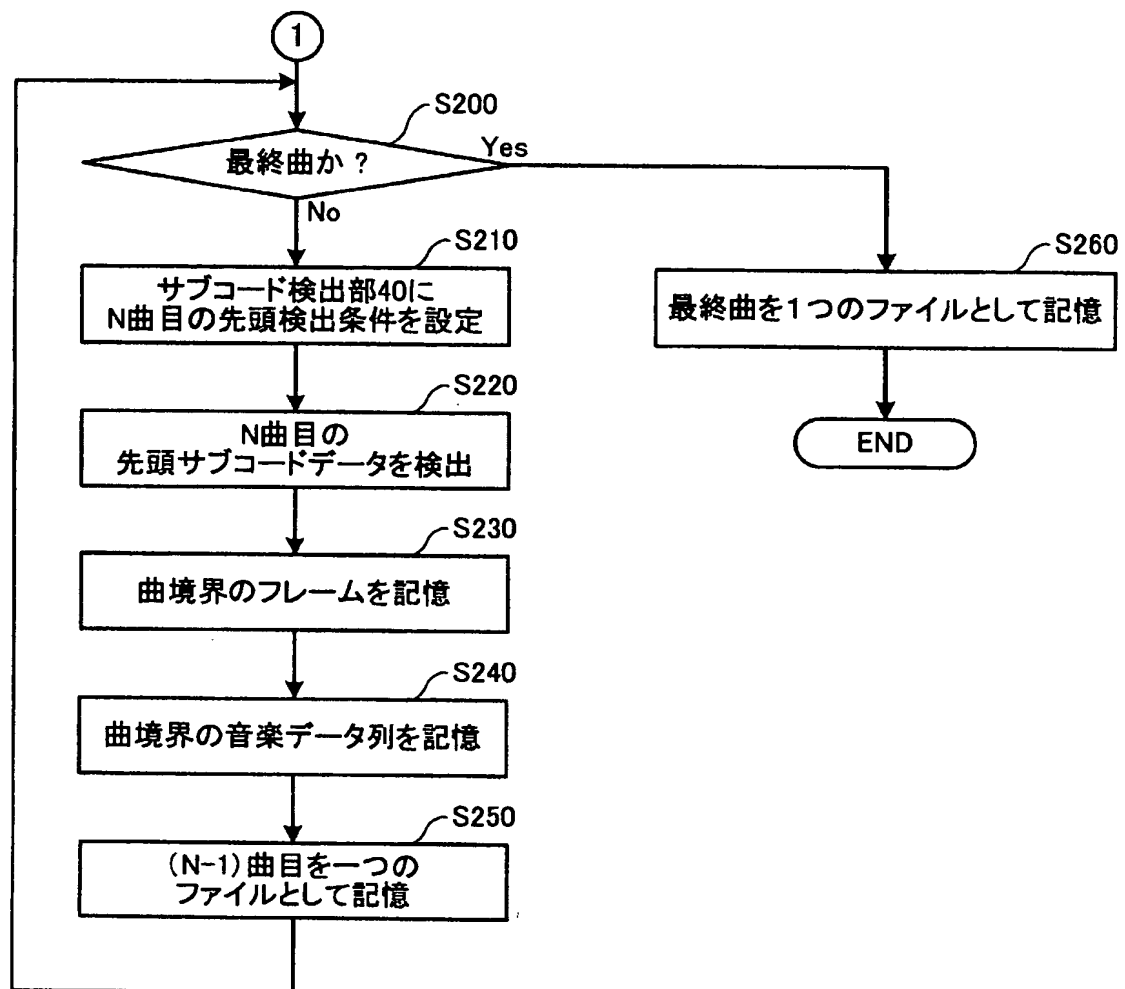 1
S200
最終曲か？
Yes
No
S210
サブコード検出部40に
N曲目の先頭検出条件を設定
S220
N曲目の
先頭サブコードデータを検出
S230
曲境界のフレームを記憶
S240
曲境界の音楽データ列を記憶
S250
(N-1)曲目を一つの
ファイルとして記憶
S260
最終曲を1つのファイルとして記憶
END